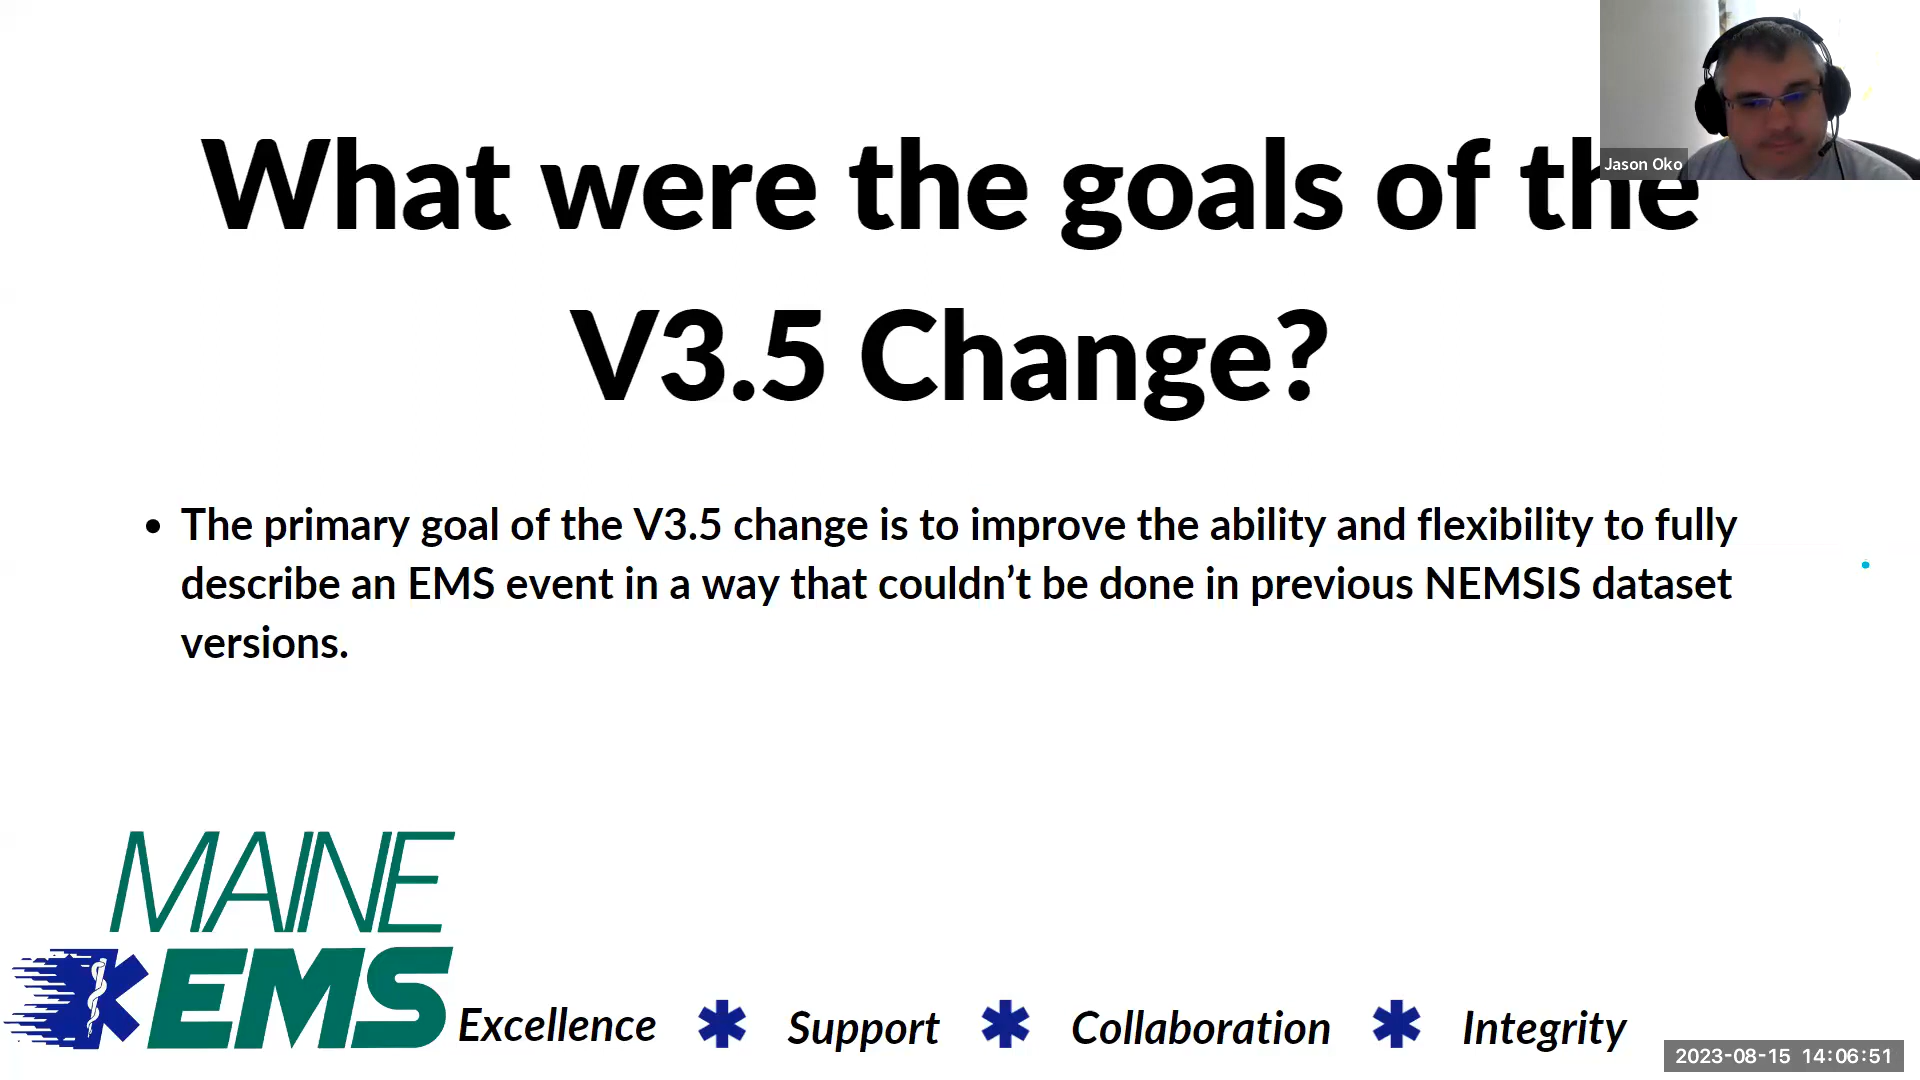 What were the goals of the
V3.5 Change?
Jason Oko
• The primary goal of the V3.5 change is to improve the ability and flexibility to fully
describe an EMS event in a way that couldn’t be done in previous NEMSIS dataset
versions.
MAINE
EMS
Excellence Support Collaboration Integrity
2023-08-15 14:06:51